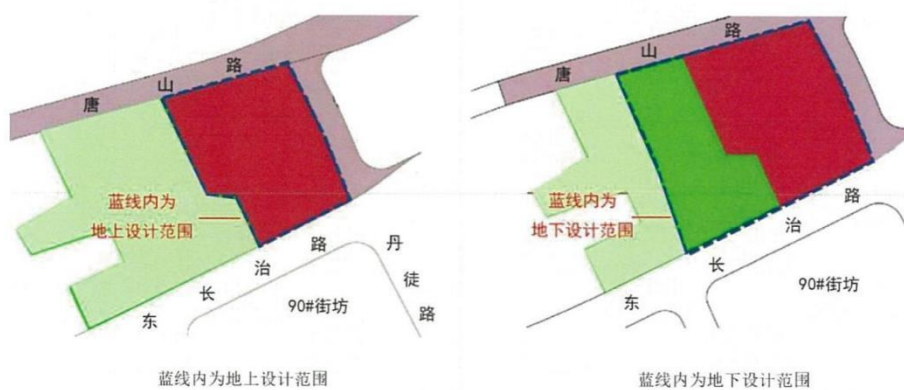 唐山路
蓝线内为
地上设计范围
东长治路
丹徒路
90#街坊
蓝线内为地上设计范围
唐山路
蓝线内为
地下设计范围
东长治路
90#街坊
蓝线内为地下设计范围